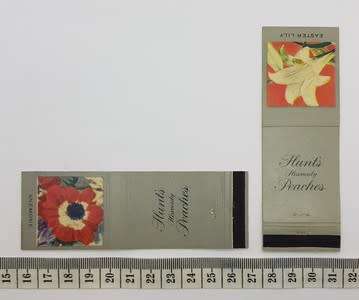 EASTER LILY
Hunt's
Heavenly
Peaches
ANEMONE
Hunt's
Heavenly
Peaches
15 16 17 18 19 20 21 22 23 24 25 26 27 28 29 30 31 32